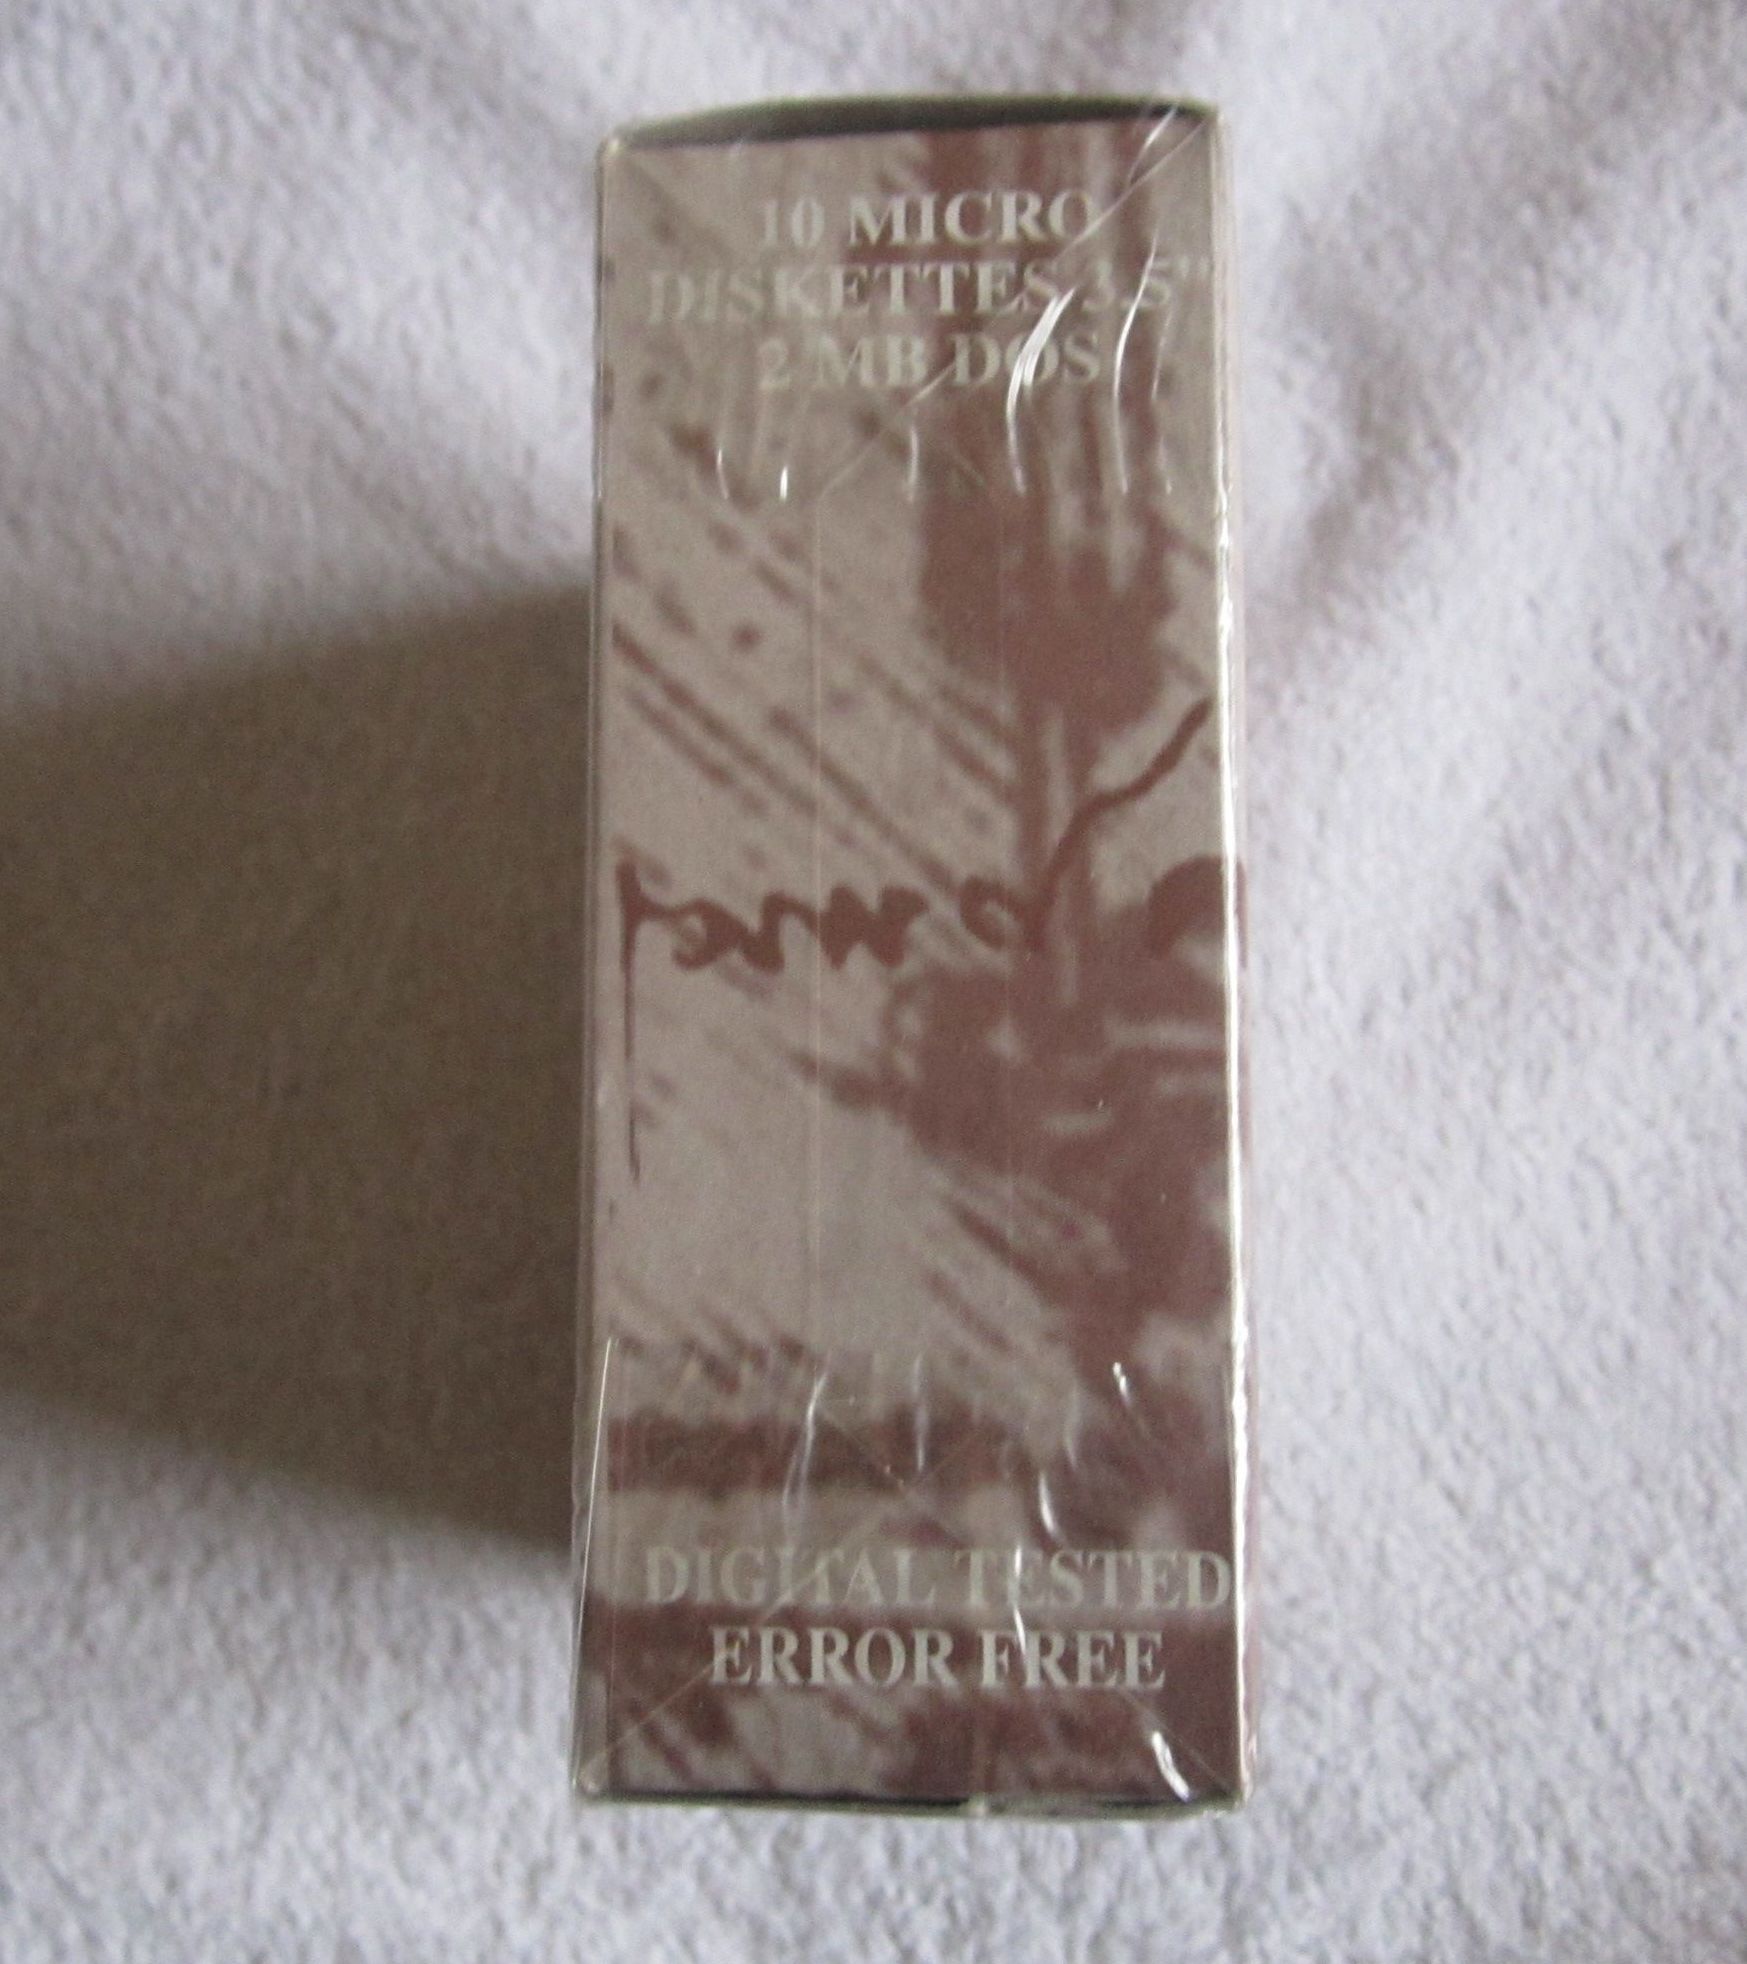 10 MICRO
DISKETTES 3.5"
2 MB DOS
DIGITAL TESTED
ERROR FREE